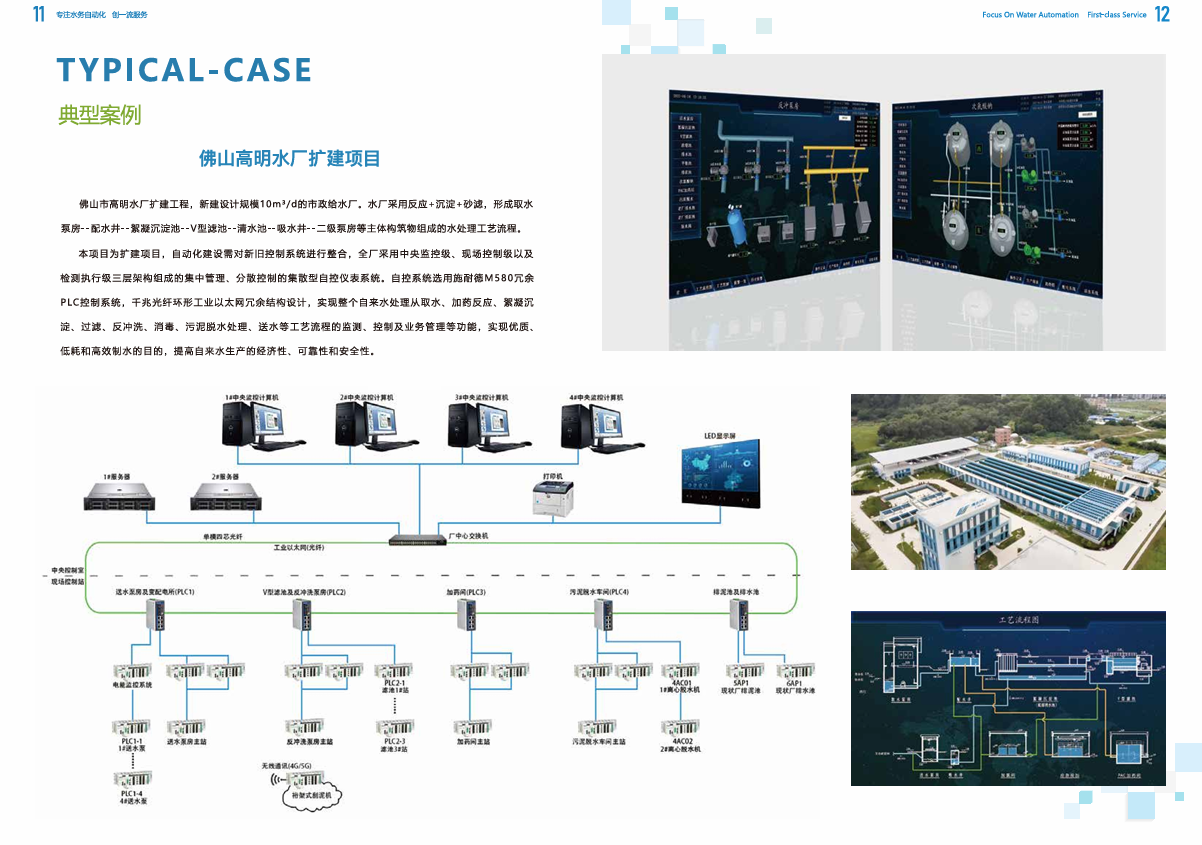 11 专注水务自动化 创一流服务
Focus On Water Automation First-class Service 12
TYPICAL-CASE
典型案例
佛山高明水厂扩建项目
佛山市高明水厂扩建工程，新建设计规模10m³/d的市政给水厂。水厂采用反应+沉淀+砂滤，形成取水
泵房--配水井--絮凝沉淀池--V型滤池--清水池--吸水井--二级泵房等主体构筑物组成的水处理工艺流程。
本项目为扩建项目，自动化建设需对新旧控制系统进行整合，全厂采用中央监控级、现场控制级以及
检测执行级三层架构组成的集中管理、分散控制的集散型自控仪表系统。自控系统选用施耐德M580冗余
PLC控制系统，千兆光纤环形工业以太网冗余结构设计，实现整个自来水处理从取水、加药反应、絮凝沉
淀、过滤、反冲洗、消毒、污泥脱水处理、送水等工艺流程的监测、控制及业务管理等功能，实现优质、
低耗和高效制水的目的，提高自来水生产的经济性、可靠性和安全性。
反冲泵房
次氯酸钠
1#中央监控计算机
2#中央监控计算机
3#中央监控计算机
4#中央监控计算机
LED显示屏
1#服务器
2#服务器
打印机
单模四芯光纤
工业以太网(光纤)
厂中心交换机
中央控制室
现场控制站
送水泵房及变配电所(PLC1)
V型滤池及反冲洗泵房(PLC2)
加药间(PLC3)
污泥脱水车间(PLC4)
排泥池及排水池
电能监控系统
PLC2-1
滤池1#站
4AC01
1#离心脱水机
5AP1
现状厂排泥池
6AP1
现状厂排水池
PLC1-1
1#送水泵
送水泵房主站
反冲洗泵房主站
PLC2-3
滤池3#站
加药间主站
污泥脱水车间主站
4AC02
2#离心脱水机
PLC1-4
4#送水泵
无线通讯(4G/5G)
桁架式刮泥机
工艺流程图